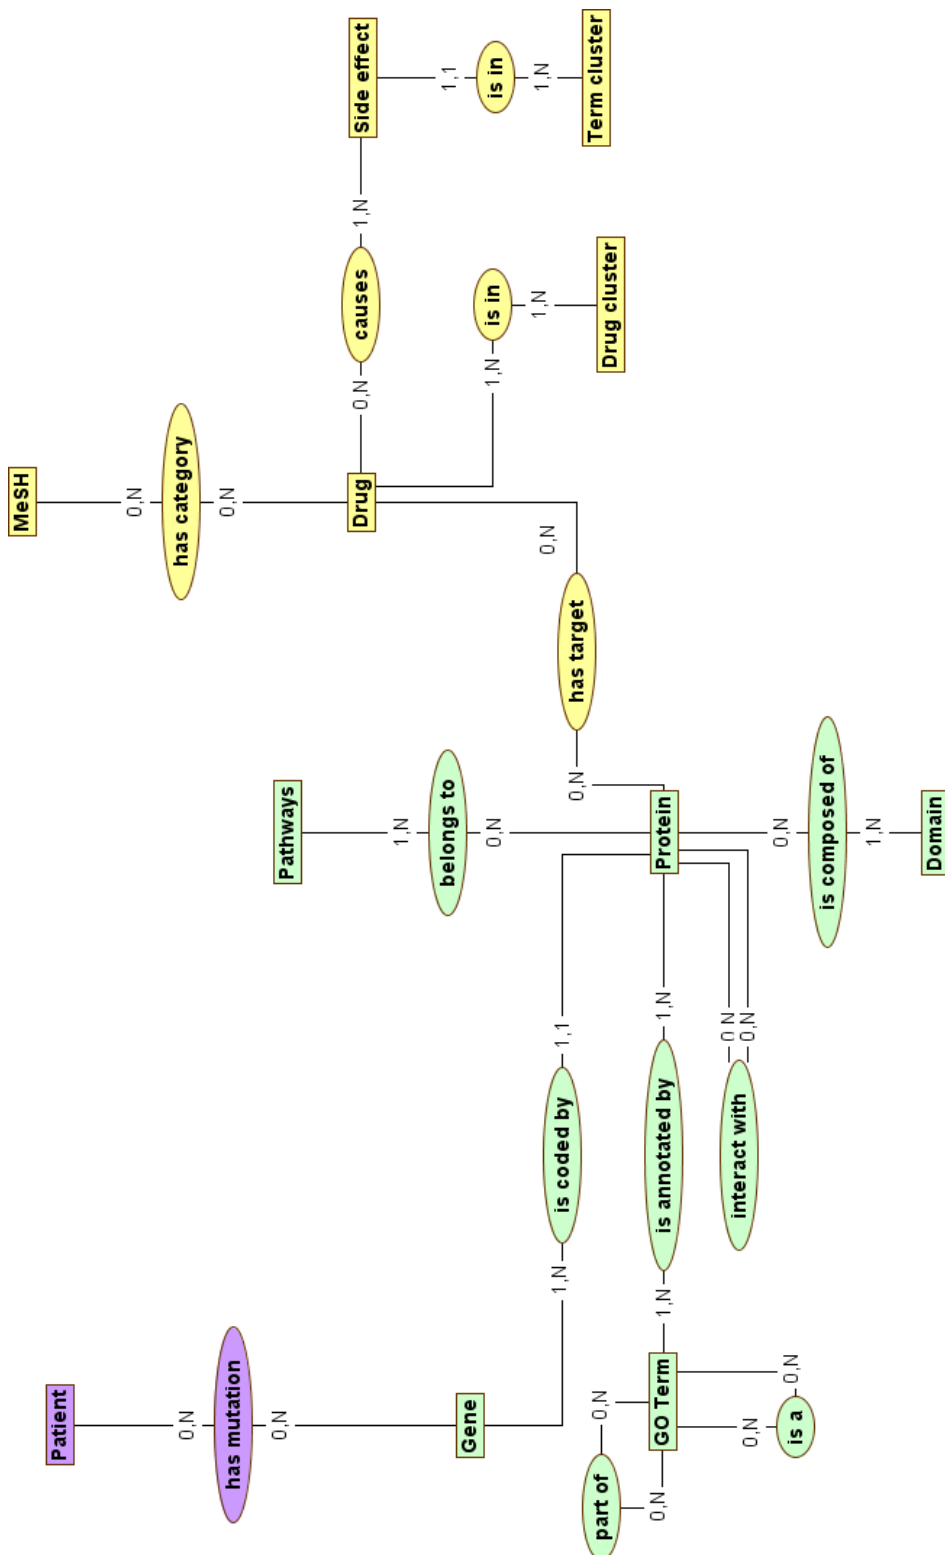 Patient
0,N
has mutation
0,N
Gene
1,N
is coded by
1,1
GO Term
part of
0,N
0,N
is a
0,N
0,N
1,N
is annotated by
1,N
interact with
0,N
0,N
Pathways
1,N
belongs to
0,N
Protein
0,N
is composed of
1,N
Domain
0,N
has target
0,N
MeSH
0,N
has category
0,N
Drug
0,N
causes
1,N
Side effect
1,N
is in
1,N
Drug cluster
1,1
is in
1,N
Term cluster